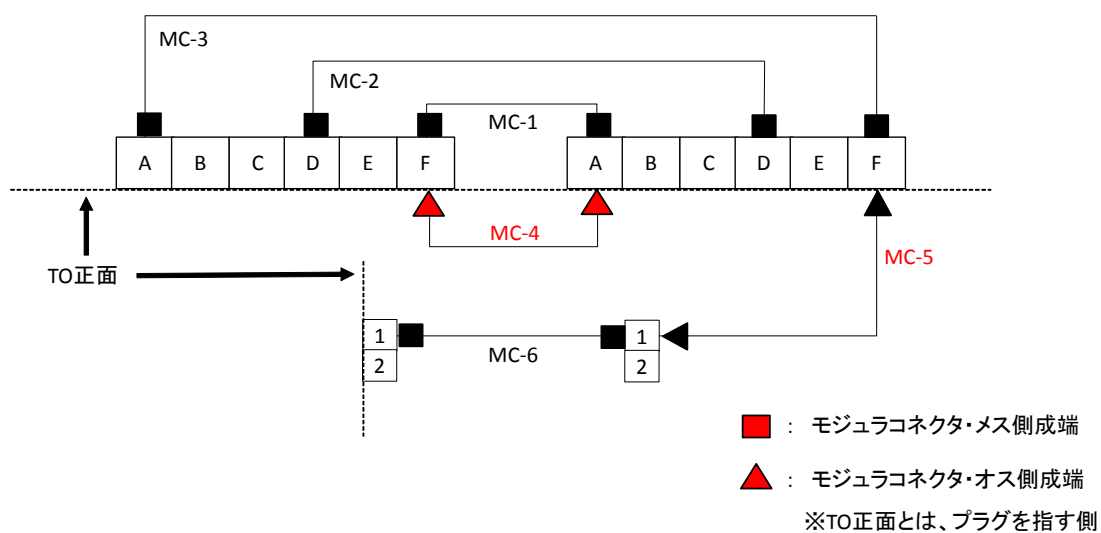 MC-3
MC-2
MC-1
A B C D E F
A B C D E F
MC-4
MC-5
TO正面
1
2
MC-6
1
2
： モジュラコネクタ・メス側成端
： モジュラコネクタ・オス側成端
※TO正面とは、プラグを指す側